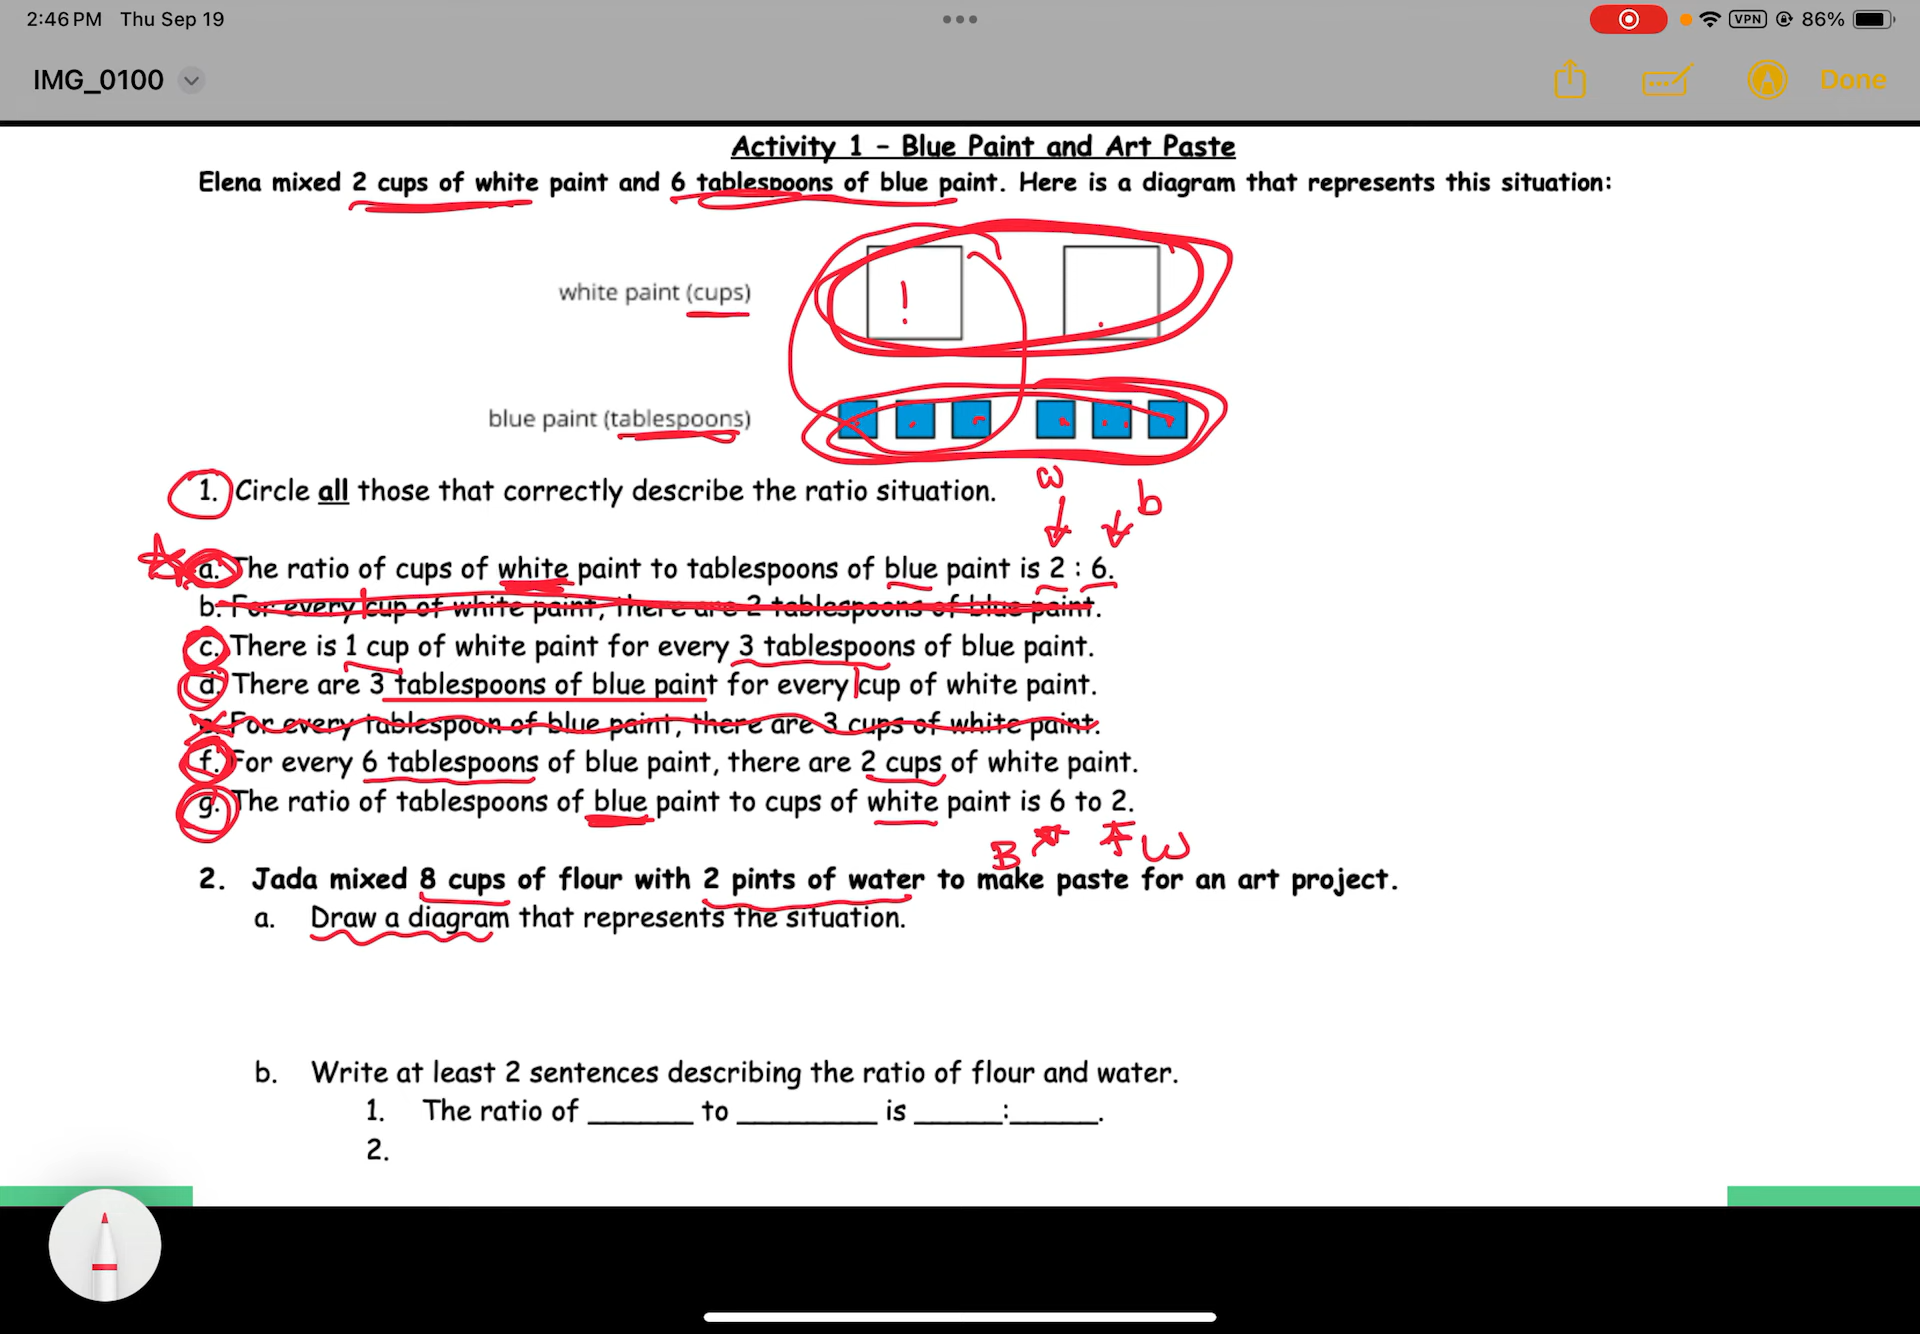 2:46 PM Thu Sep 19
VPN 86%
IMG_0100
Done
Activity 1 – Blue Paint and Art Paste
Elena mixed 2 cups of white paint and 6 tablespoons of blue paint. Here is a diagram that represents this situation:
white paint (cups)
!
blue paint (tablespoons)
1. Circle all those that correctly describe the ratio situation.
w
b
a. The ratio of cups of white paint to tablespoons of blue paint is 2 : 6.
b. For every cup of white paint, there are 2 tablespoons of blue paint.
c. There is 1 cup of white paint for every 3 tablespoons of blue paint.
d. There are 3 tablespoons of blue paint for every cup of white paint.
e. For every tablespoon of blue paint, there are 3 cups of white paint.
f. For every 6 tablespoons of blue paint, there are 2 cups of white paint.
g. The ratio of tablespoons of blue paint to cups of white paint is 6 to 2.
B W
2. Jada mixed 8 cups of flour with 2 pints of water to make paste for an art project.
a. Draw a diagram that represents the situation.
b. Write at least 2 sentences describing the ratio of flour and water.
1. The ratio of ______ to ________ is _____:_____.
2.